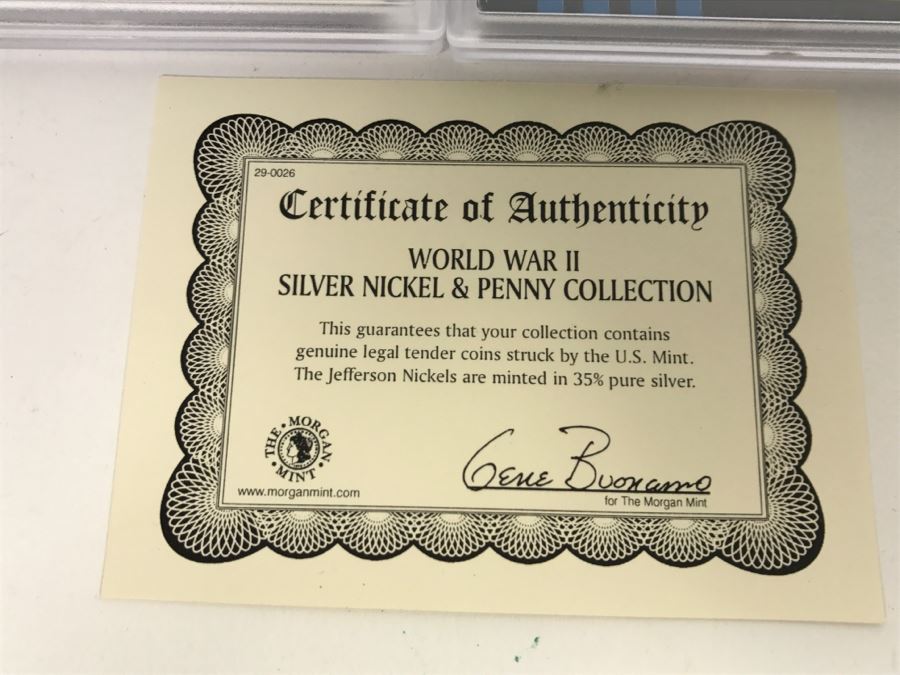 29-0026
Certificate of Authenticity
WORLD WAR II
SILVER NICKEL & PENNY COLLECTION
This guarantees that your collection contains
genuine legal tender coins struck by the U.S. Mint.
The Jefferson Nickels are minted in 35% pure silver.
THE • MORGAN • MINT •
Gene Buonamo
www.morganmint.com
for The Morgan Mint